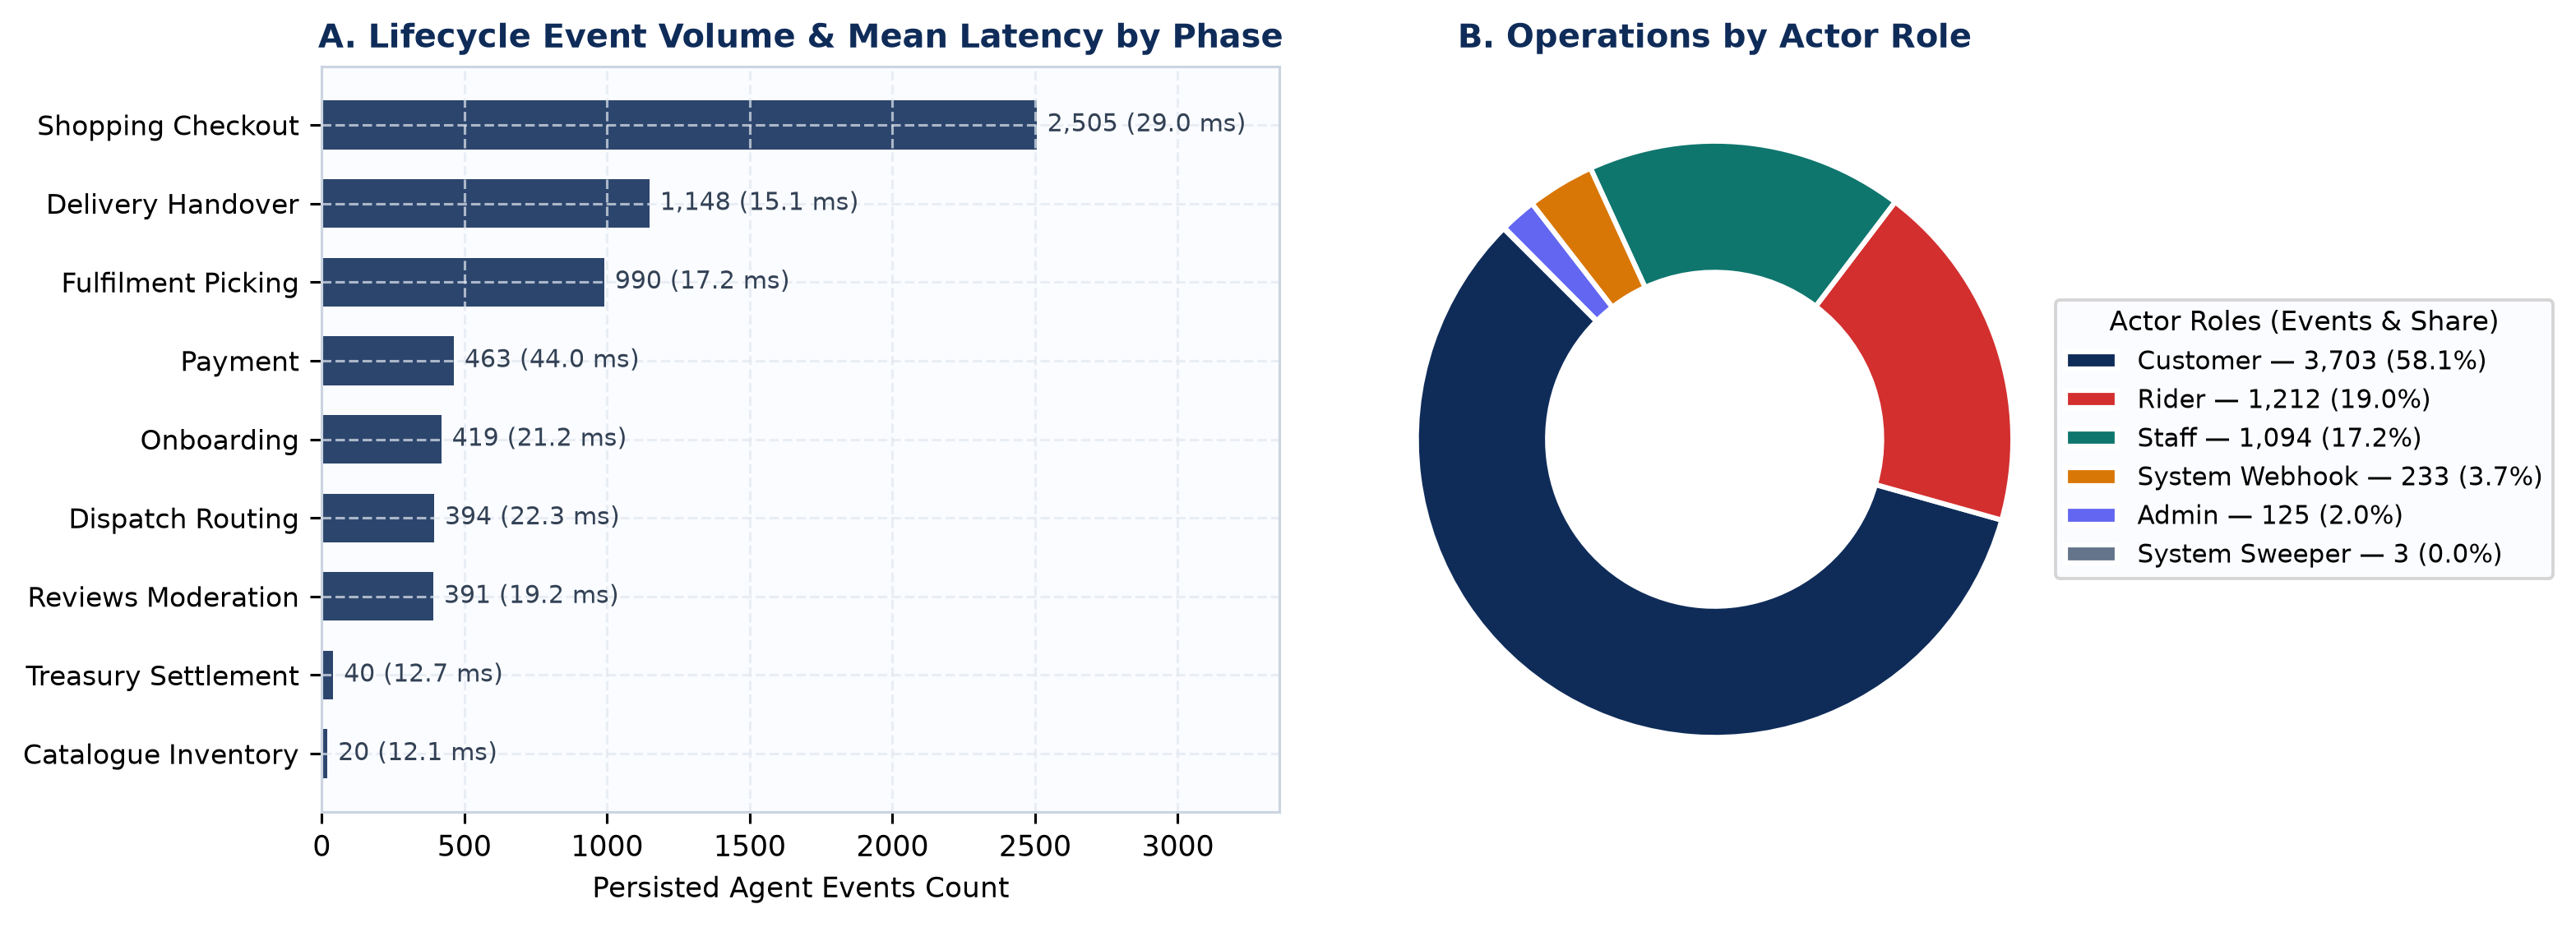 A. Lifecycle Event Volume & Mean Latency by Phase
Shopping Checkout
2,505 (29.0 ms)
Delivery Handover
1,148 (15.1 ms)
Fulfilment Picking
990 (17.2 ms)
Payment
463 (44.0 ms)
Onboarding
419 (21.2 ms)
Dispatch Routing
394 (22.3 ms)
Reviews Moderation
391 (19.2 ms)
Treasury Settlement
40 (12.7 ms)
Catalogue Inventory
20 (12.1 ms)
0 500 1000 1500 2000 2500 3000
Persisted Agent Events Count
B. Operations by Actor Role
Actor Roles (Events & Share)
Customer — 3,703 (58.1%)
Rider — 1,212 (19.0%)
Staff — 1,094 (17.2%)
System Webhook — 233 (3.7%)
Admin — 125 (2.0%)
System Sweeper — 3 (0.0%)